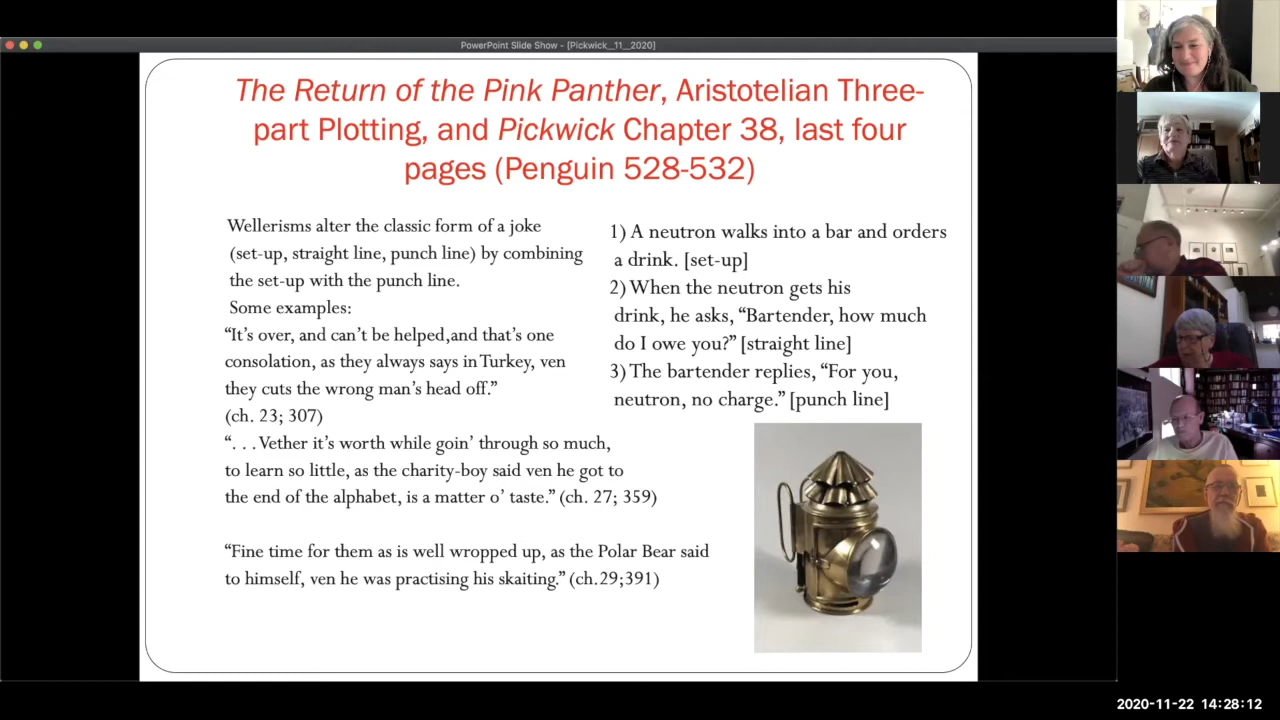 PowerPoint Slide Show - [Pickwick__11__2020]
The Return of the Pink Panther, Aristotelian Three-
part Plotting, and Pickwick Chapter 38, last four
pages (Penguin 528-532)
Wellerisms alter the classic form of a joke
(set-up, straight line, punch line) by combining
the set-up with the punch line.
Some examples:
“It’s over, and can’t be helped,and that’s one
consolation, as they always says in Turkey, ven
they cuts the wrong man’s head off.”
(ch. 23; 307)
“. . . Vether it’s worth while goin’ through so much,
to learn so little, as the charity-boy said ven he got to
the end of the alphabet, is a matter o’ taste.” (ch. 27; 359)
“Fine time for them as is well wropped up, as the Polar Bear said
to himself, ven he was practising his skaiting.” (ch.29;391)
1) A neutron walks into a bar and orders
a drink. [set-up]
2) When the neutron gets his
drink, he asks, “Bartender, how much
do I owe you?” [straight line]
3) The bartender replies, “For you,
neutron, no charge.” [punch line]
2020-11-22 14:28:12